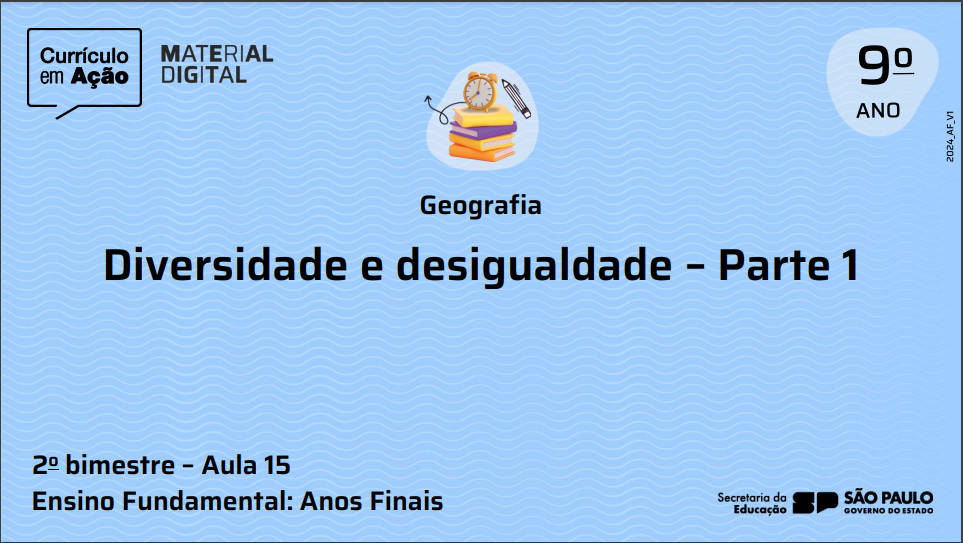 Currículo
em Ação
MATERIAL
DIGITAL
9º
ANO
2024_AF_V1
Geografia
Diversidade e desigualdade – Parte 1
2º bimestre – Aula 15
Ensino Fundamental: Anos Finais
Secretaria da
Educação
SP
SÃO PAULO
GOVERNO DO ESTADO